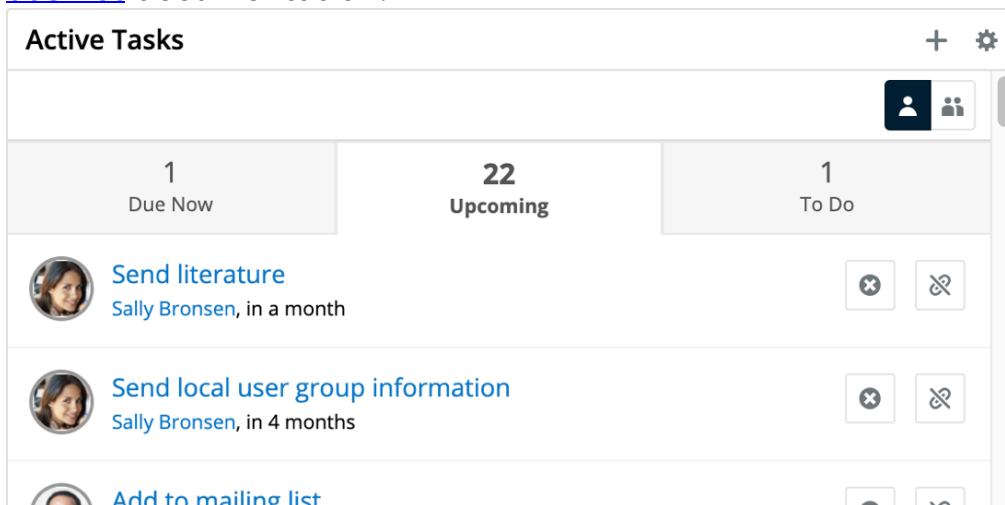 Active Tasks
1
Due Now
22
Upcoming
1
To Do
Send literature
Sally Bronsen, in a month
Send local user group information
Sally Bronsen, in 4 months
Add to mailing list